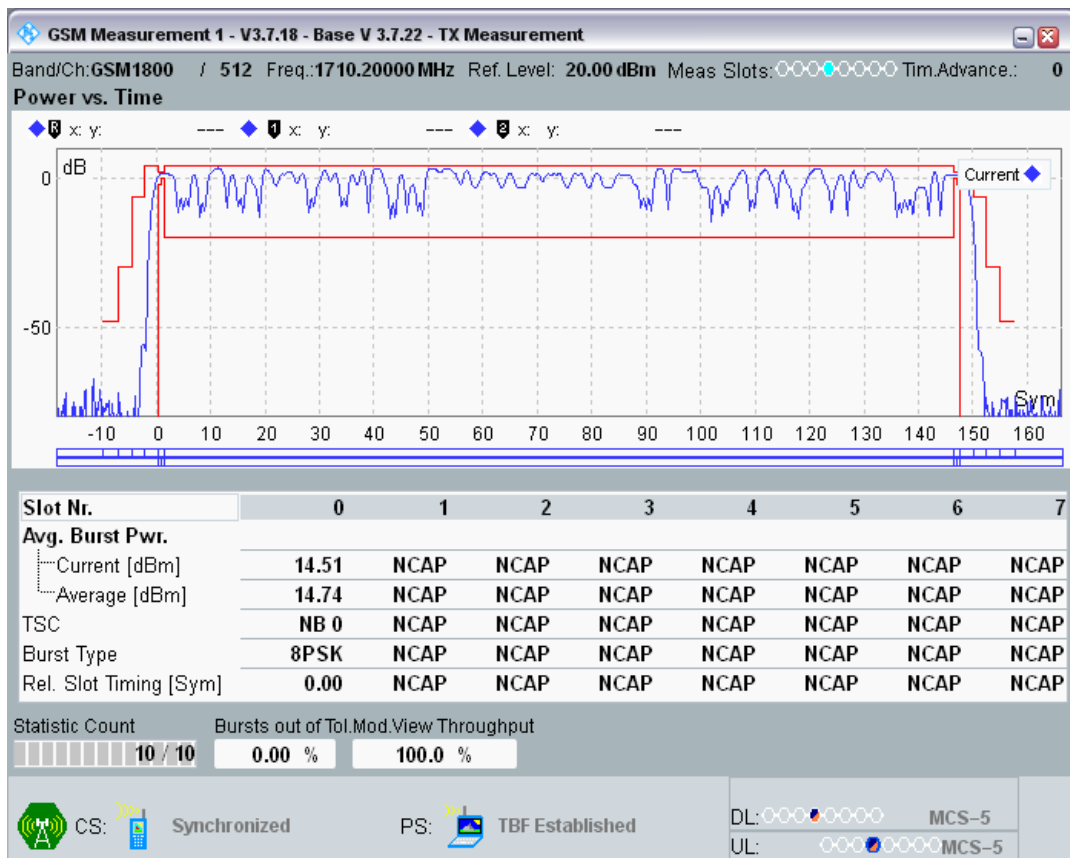 GSM Measurement 1 - V3.7.18 - Base V 3.7.22 - TX Measurement
Band/Ch:GSM1800 / 512 Freq.:1710.20000 MHz Ref. Level: 20.00 dBm Meas Slots: Tim.Advance.: 0
Power vs. Time
R x: y: --- 1 x: y: --- 2 x: y: ---
dB
0
Current
-50
Sym
-10 0 10 20 30 40 50 60 70 80 90 100 110 120 130 140 150 160
Slot Nr. 0 1 2 3 4 5 6 7
Avg. Burst Pwr.
Current [dBm] 14.51 NCAP NCAP NCAP NCAP NCAP NCAP NCAP
Average [dBm] 14.74 NCAP NCAP NCAP NCAP NCAP NCAP NCAP
TSC NB 0 NCAP NCAP NCAP NCAP NCAP NCAP NCAP
Burst Type 8PSK NCAP NCAP NCAP NCAP NCAP NCAP NCAP
Rel. Slot Timing [Sym] 0.00 NCAP NCAP NCAP NCAP NCAP NCAP NCAP
Statistic Count Bursts out of Tol. Mod.View Throughput
10 / 10 0.00 % 100.0 %
CS: Synchronized PS: TBF Established
DL: MCS-5
UL: MCS-5